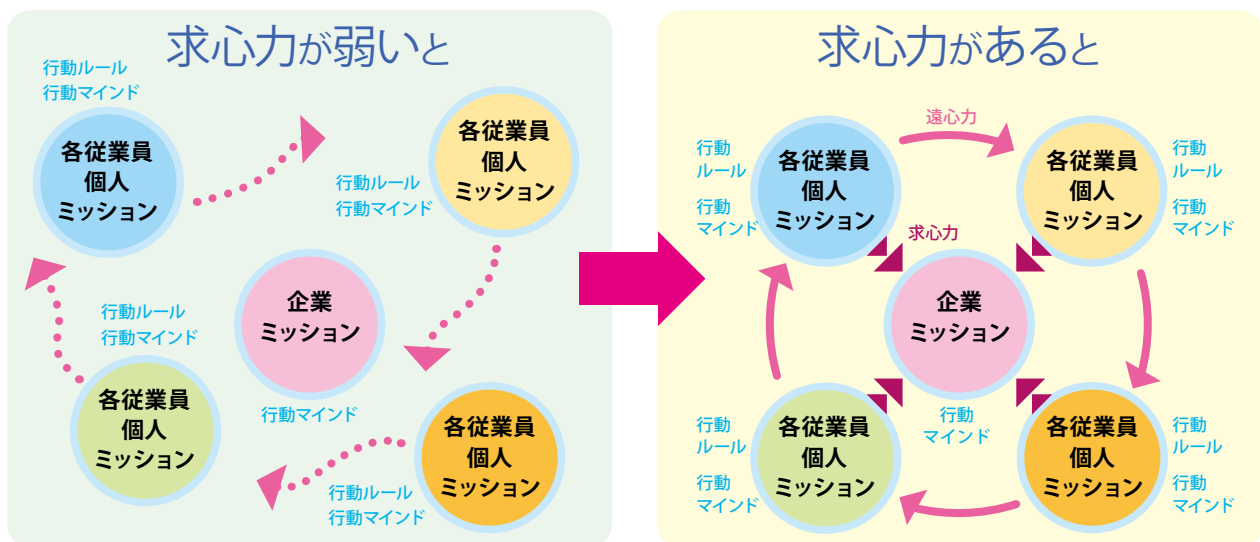 求心力が弱いと
行動ルール
行動マインド
各従業員
個人
ミッション
各従業員
個人
ミッション
行動ルール
行動マインド
企業
ミッション
行動マインド
行動ルール
行動マインド
各従業員
個人
ミッション
各従業員
個人
ミッション
行動ルール
行動マインド
求心力があると
遠心力
行動
ルール
行動
マインド
各従業員
個人
ミッション
各従業員
個人
ミッション
行動
ルール
行動
マインド
求心力
企業
ミッション
行動
マインド
行動
ルール
行動
マインド
各従業員
個人
ミッション
各従業員
個人
ミッション
行動
ルール
行動
マインド